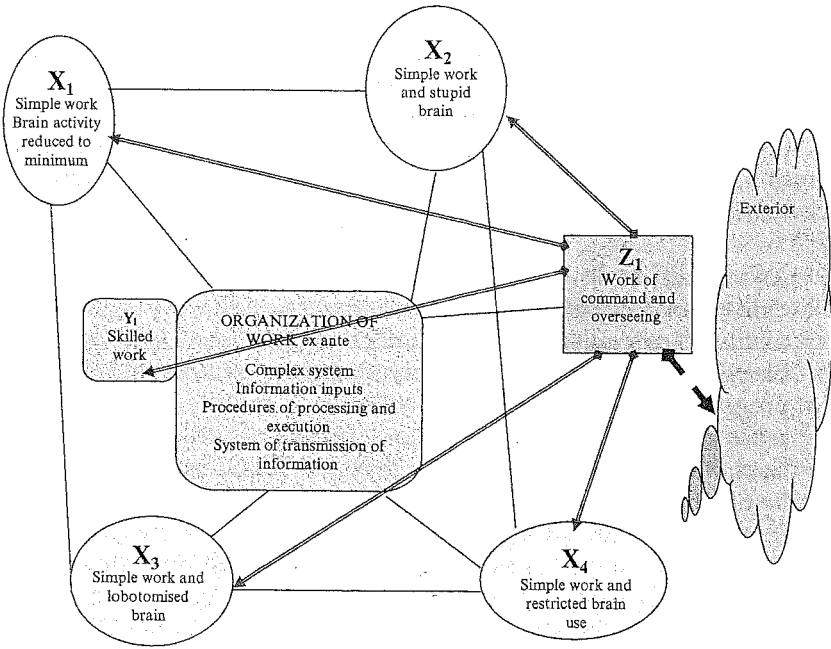 X1
Simple work
Brain activity
reduced to
minimum
X2
Simple work
and stupid
brain
Exterior
Z1
Work of
command and
overseeing
Y1
Skilled
work
ORGANIZATION OF
WORK ex ante
Complex system
Information inputs
Procedures of processing and
execution
System of transmission of
information
X3
Simple work and
lobotomised
brain
X4
Simple work and
restricted brain
use